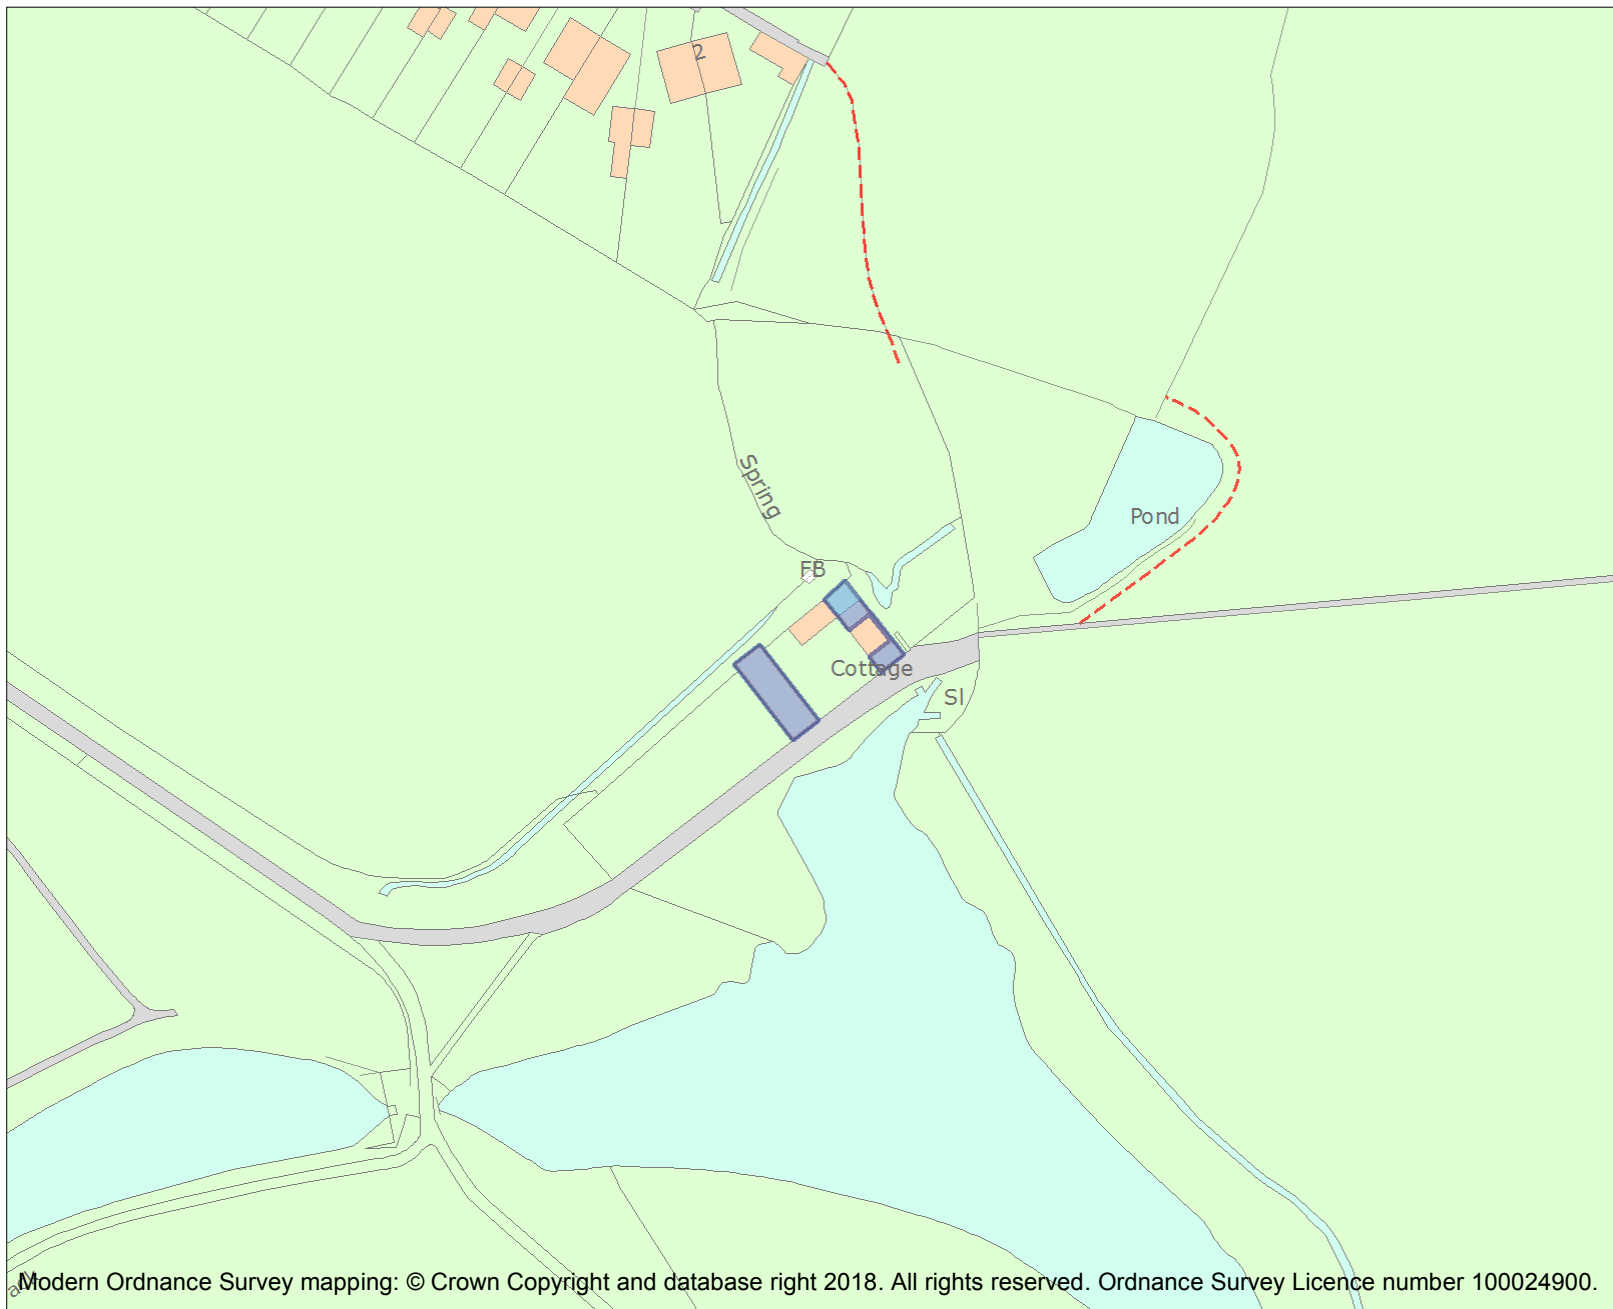 2
Spring
Pond
FB
Cottage
Sl
Modern Ordnance Survey mapping: © Crown Copyright and database right 2018. All rights reserved. Ordnance Survey Licence number 100024900.